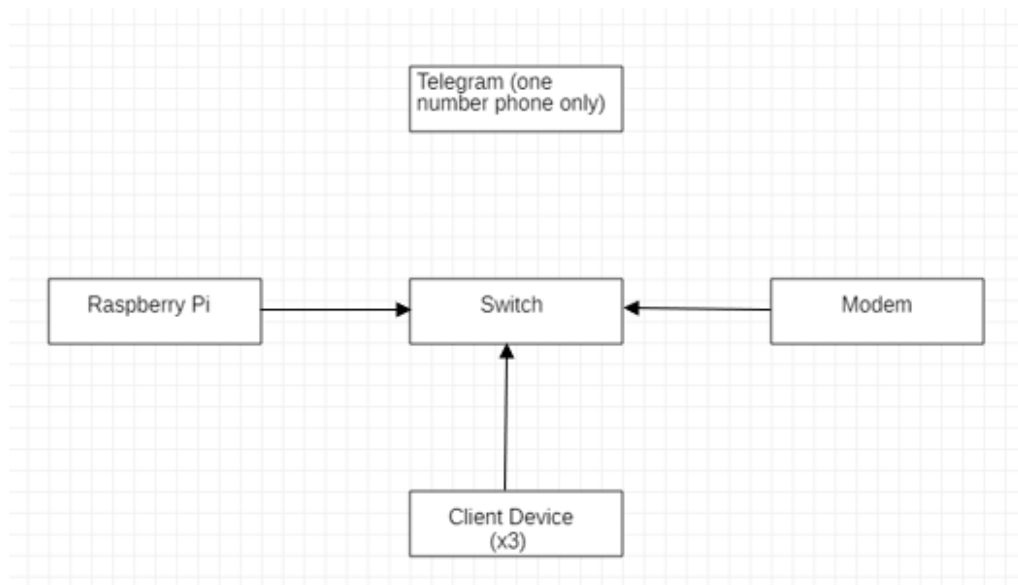 Telegram (one
number phone only)
Raspberry Pi
Switch
Modem
Client Device
(x3)